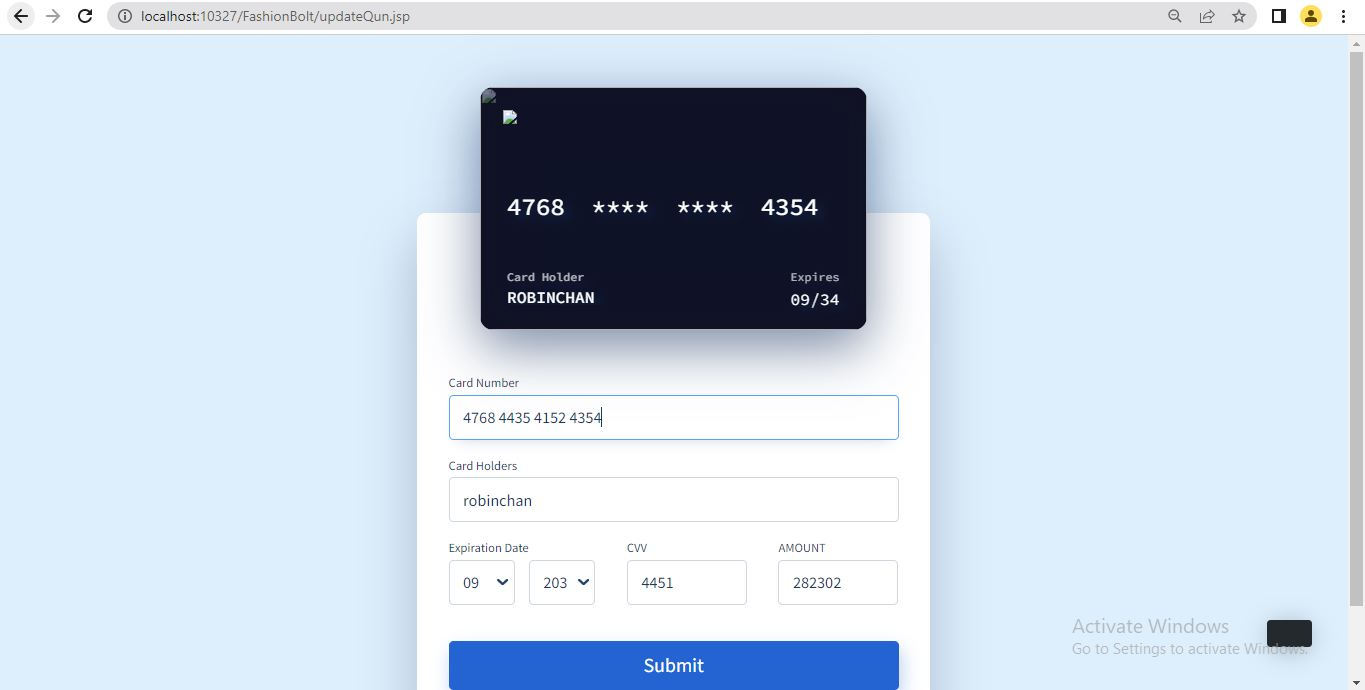 localhost:10327/FashionBolt/updateQun.jsp
4768 **** **** 4354
Card Holder Expires
ROBINCHAN 09/34
Card Number
4768 4435 4152 4354
Card Holders
robinchan
Expiration Date CVV AMOUNT
09 203 4451 282302
Submit
Activate Windows
Go to Settings to activate Windows.